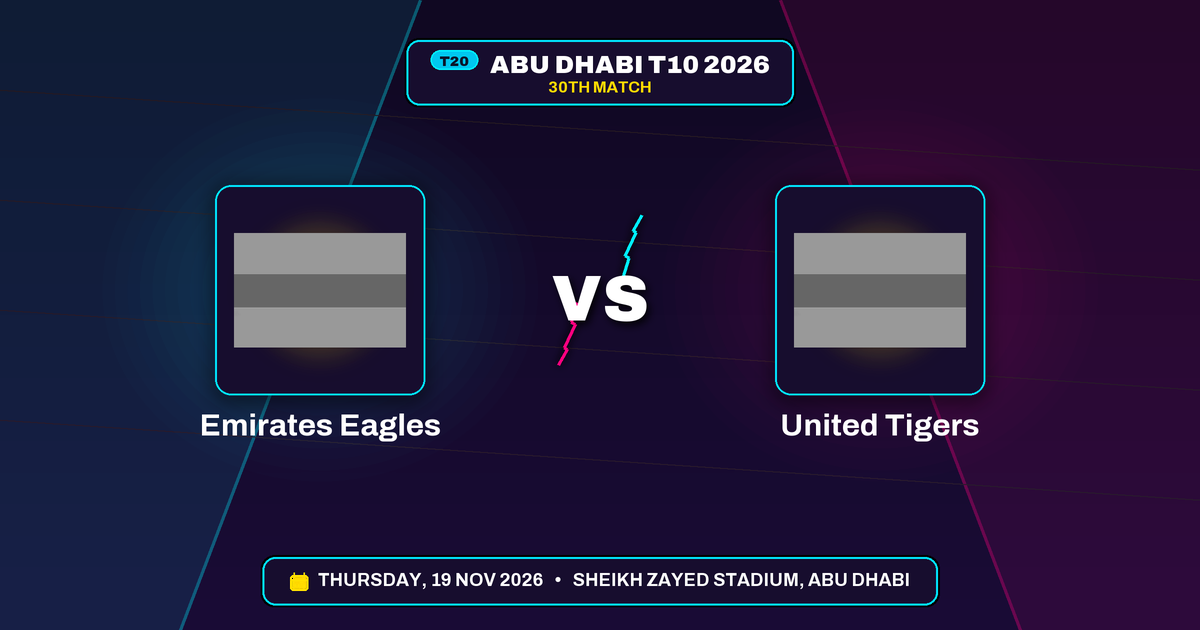 T20 ABU DHABI T10 2026
30TH MATCH
VS
Emirates Eagles
United Tigers
THURSDAY, 19 NOV 2026 • SHEIKH ZAYED STADIUM, ABU DHABI